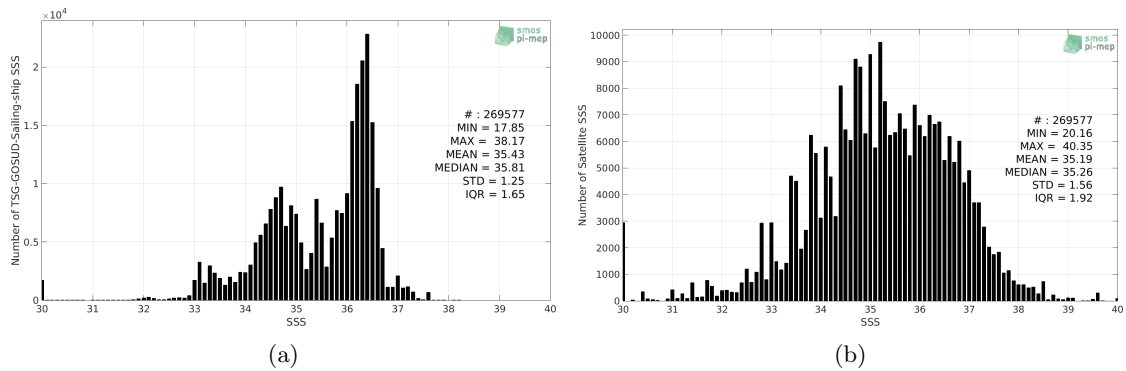 ×10⁴
smos
pi-mep
Number of TSG-GOSUD-Sailing-ship SSS
2
1.5
1
0.5
0
# : 269577
MIN = 17.85
MAX = 38.17
MEAN = 35.43
MEDIAN = 35.81
STD = 1.25
IQR = 1.65
30 31 32 33 34 35 36 37 38 39 40
SSS
(a)
smos
pi-mep
Number of Satellite SSS
10000
9000
8000
7000
6000
5000
4000
3000
2000
1000
0
# : 269577
MIN = 20.16
MAX = 40.35
MEAN = 35.19
MEDIAN = 35.26
STD = 1.56
IQR = 1.92
30 31 32 33 34 35 36 37 38 39 40
SSS
(b)